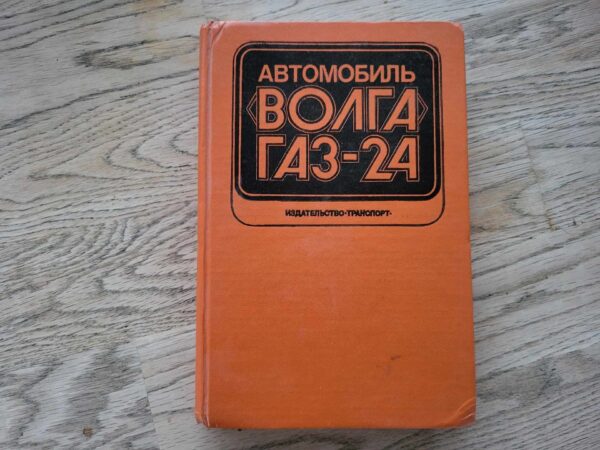 АВТОМОБИЛЬ
«ВОЛГА»
ГАЗ-24
ИЗДАТЕЛЬСТВО·ТРАНСПОРТ·